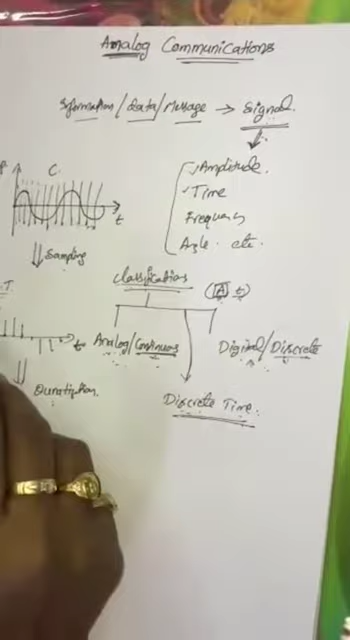 Analog Communications
Information/data/Message → Signal
C.
Amplitude.
Time
Frequency
Angle. etc.
t
Sampling
Classifications
(A t)
T
t
Analog/Continuous
Digital/Discrete
Quantization.
Discrete Time.